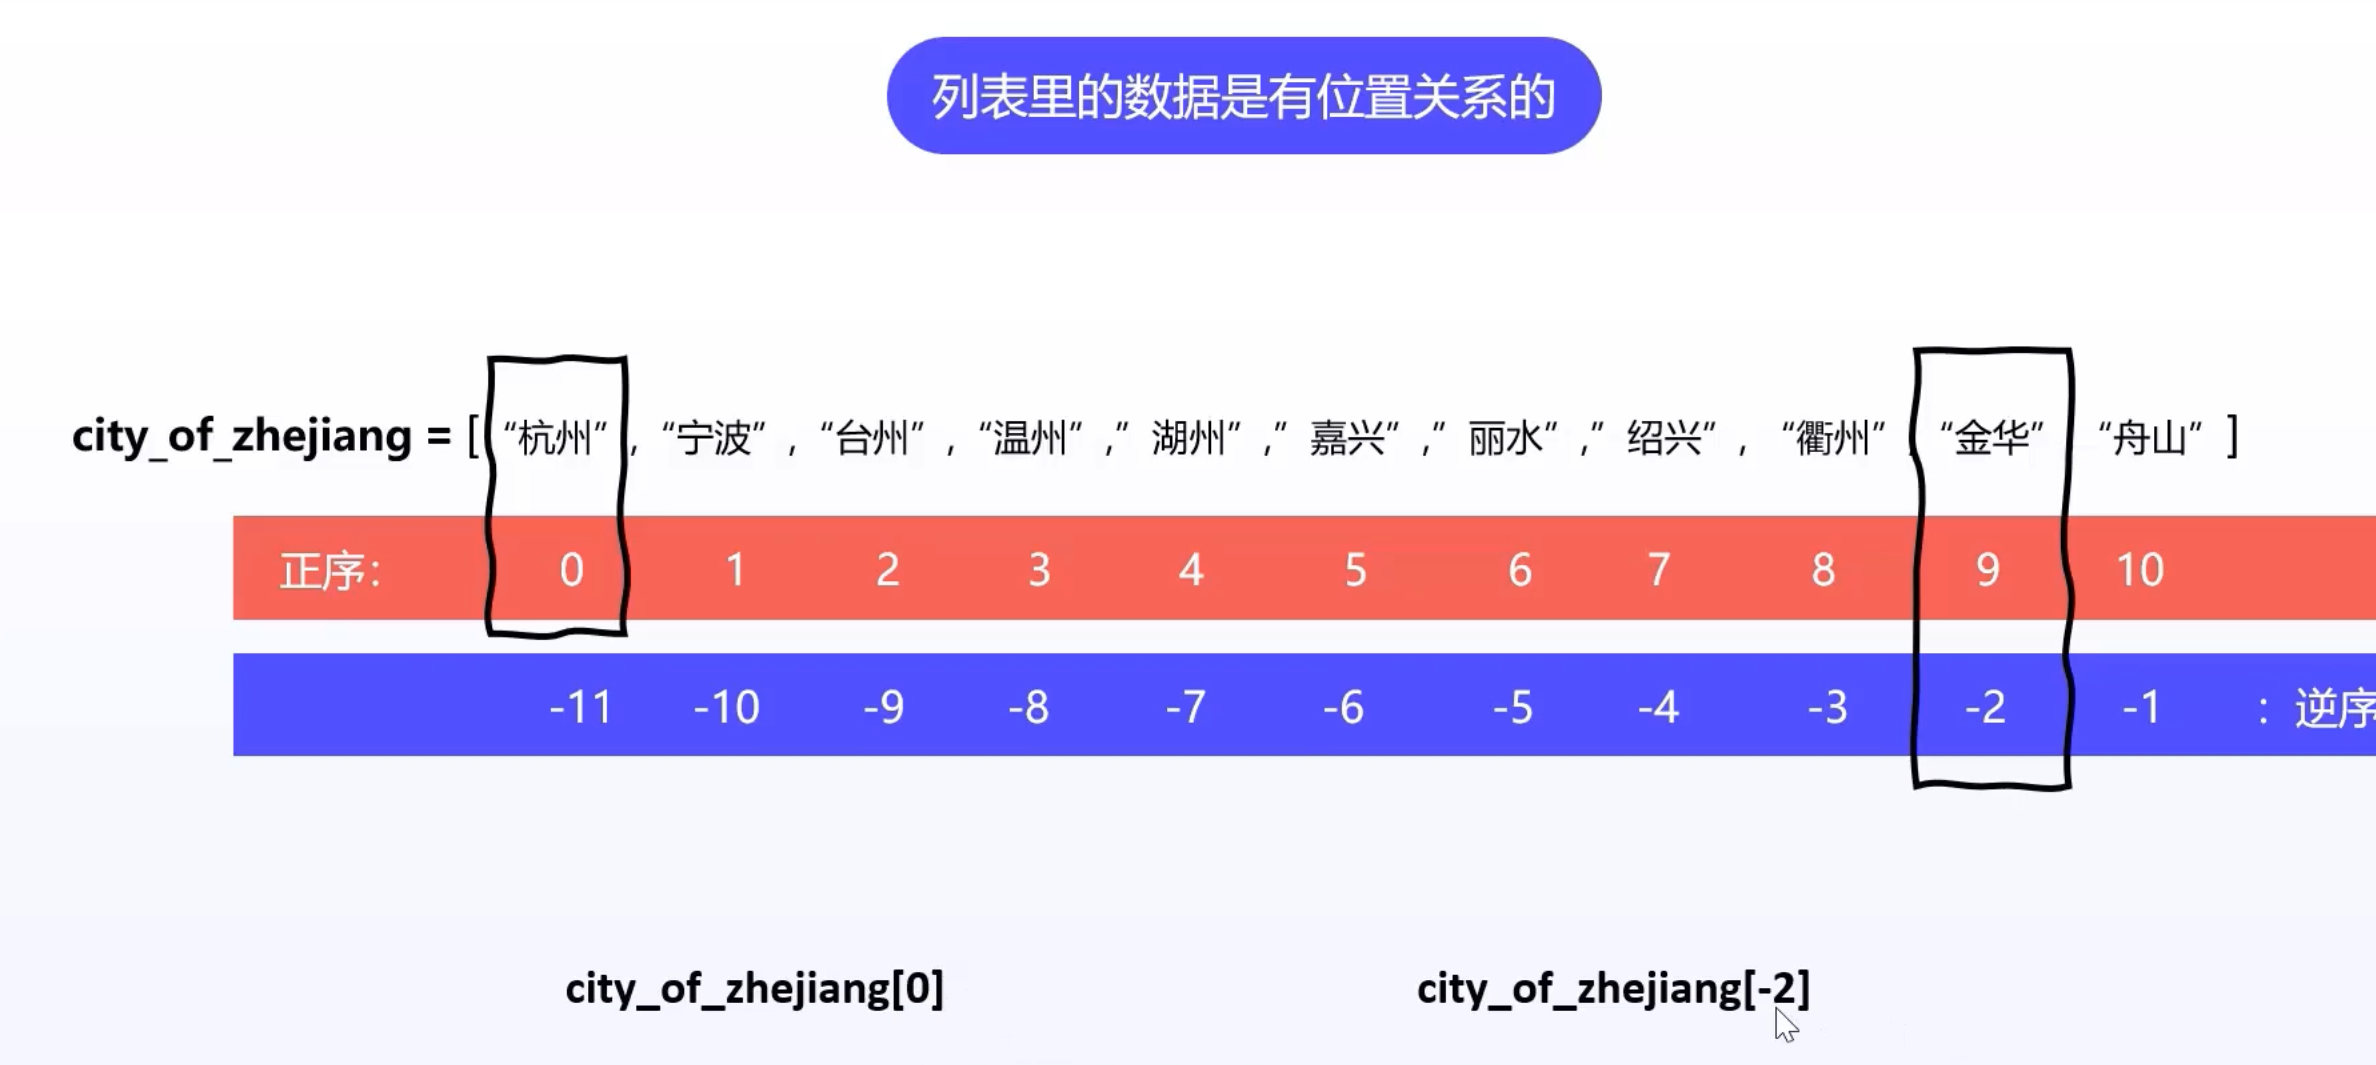 列表里的数据是有位置关系的
city_of_zhejiang = [ “杭州” , “宁波” , “台州” , “温州” ,” 湖州” ,” 嘉兴” ,” 丽水” ,” 绍兴” , “衢州” , “金华” “舟山” ]
正序： 0 1 2 3 4 5 6 7 8 9 10
-11 -10 -9 -8 -7 -6 -5 -4 -3 -2 -1 ：逆序
city_of_zhejiang[0] city_of_zhejiang[-2]